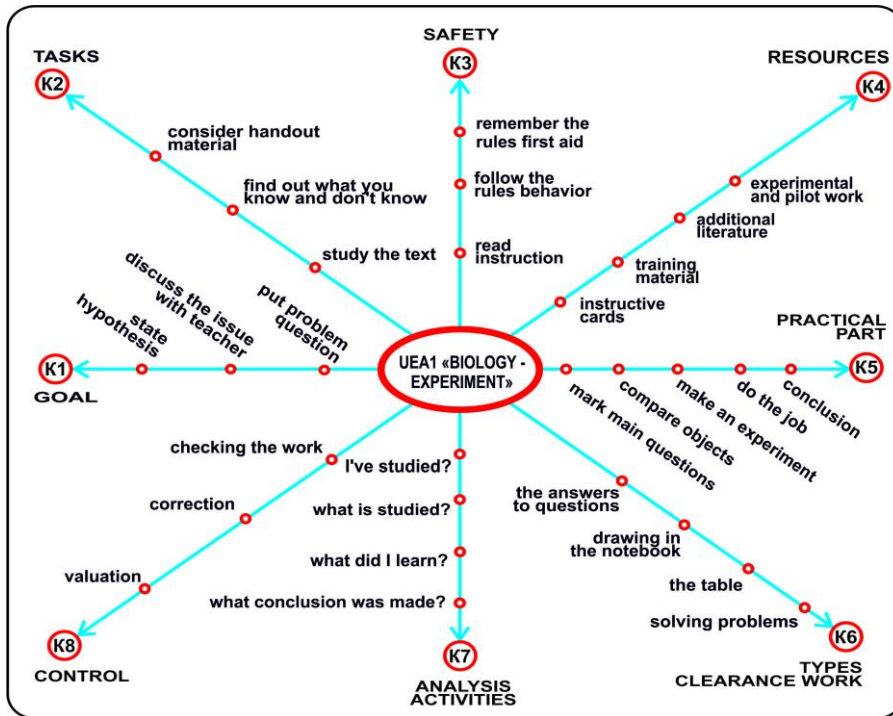 TASKS
K2
consider handout
material
find out what you
know and don't know
study the text
SAFETY
K3
remember the
rules first aid
follow the
rules behavior
read
instruction
RESOURCES
K4
experimental
and pilot work
additional
literature
training
material
instructive
cards
K1
GOAL
state
hypothesis
discuss the issue
with teacher
put problem
question
UEA1 «BIOLOGY -
EXPERIMENT»
PRACTICAL
PART
K5
mark main questions
compare objects
make an experiment
do the job
conclusion
checking the work
correction
valuation
K8
CONTROL
I've studied?
what is studied?
what did I learn?
what conclusion was made?
K7
ANALYSIS
ACTIVITIES
the answers
to questions
drawing in
the notebook
the table
solving problems
K6
TYPES
CLEARANCE WORK